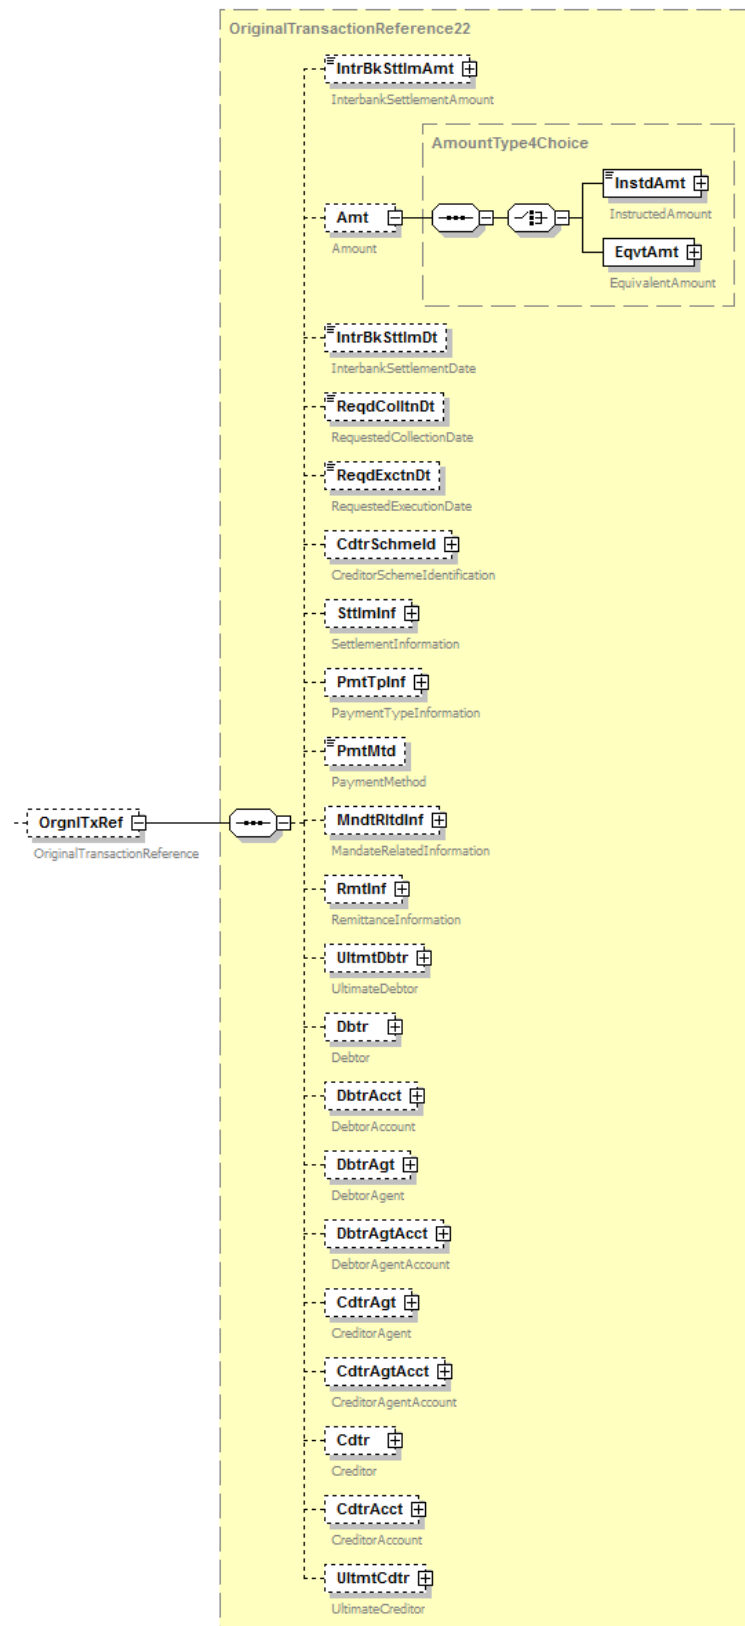 OriginalTransactionReference22
IntrBkSttlmAmt
InterbankSettlementAmount
AmountType4Choice
InstdAmt
InstructedAmount
Amt
Amount
EqvtAmt
EquivalentAmount
IntrBkSttlmDt
InterbankSettlementDate
ReqdColltnDt
RequestedCollectionDate
ReqdExctnDt
RequestedExecutionDate
CdtrSchmeId
CreditorSchemeIdentification
SttlmInf
SettlementInformation
PmtTpInf
PaymentTypeInformation
PmtMtd
PaymentMethod
OrgnlTxRef
OriginalTransactionReference
MndtRltdInf
MandateRelatedInformation
RmtInf
RemittanceInformation
UltmtDbtr
UltimateDebtor
Dbtr
Debtor
DbtrAcct
DebtorAccount
DbtrAgt
DebtorAgent
DbtrAgtAcct
DebtorAgentAccount
CdtrAgt
CreditorAgent
CdtrAgtAcct
CreditorAgentAccount
Cdtr
Creditor
CdtrAcct
CreditorAccount
UltmtCdtr
UltimateCreditor